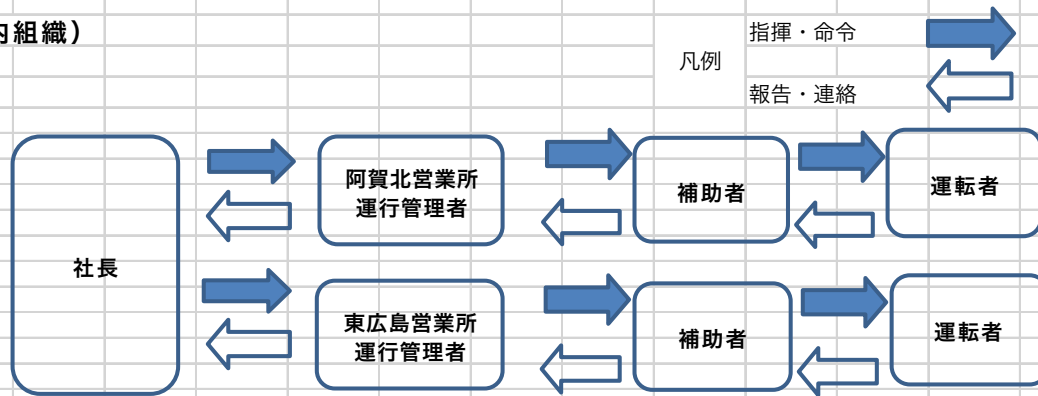 内組織）
指揮・命令
凡例
報告・連絡
社長
阿賀北営業所
運行管理者
補助者
運転者
東広島営業所
運行管理者
補助者
運転者